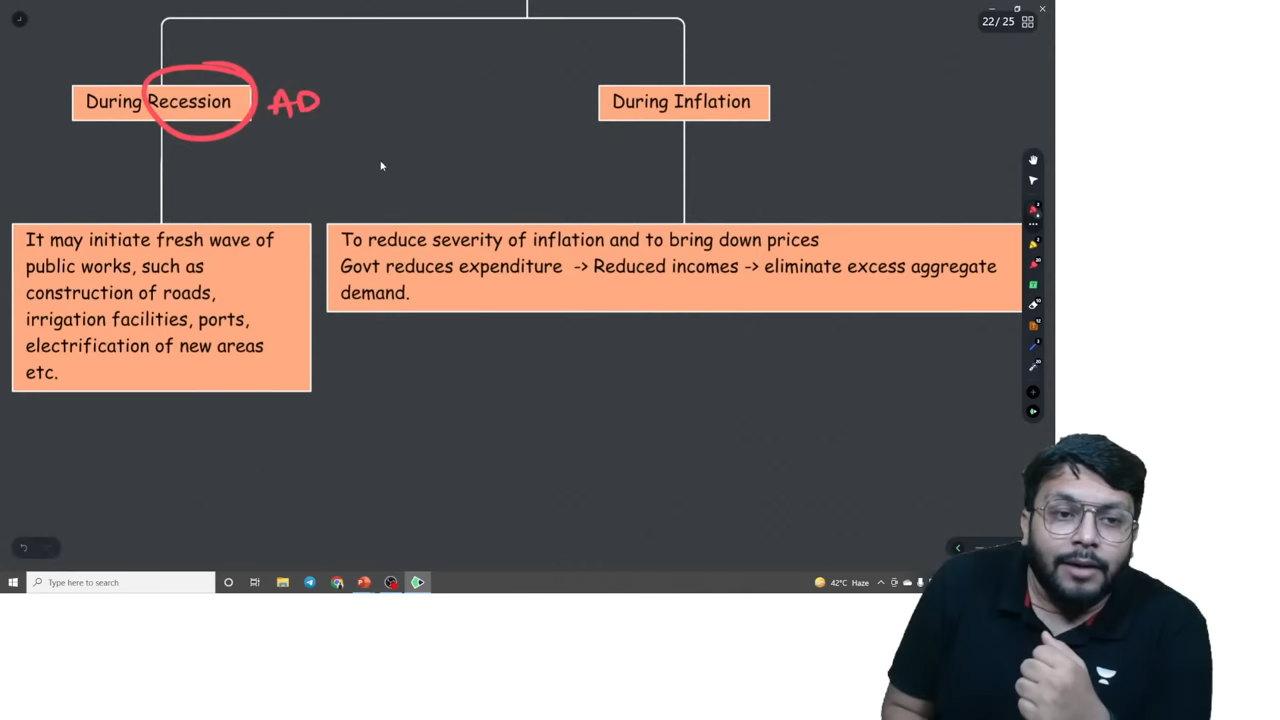 22/25
During Recession AD
During Inflation
It may initiate fresh wave of
public works, such as
construction of roads,
irrigation facilities, ports,
electrification of new areas
etc.
To reduce severity of inflation and to bring down prices
Govt reduces expenditure -> Reduced incomes -> eliminate excess aggregate
demand.
Type here to search
42°C Haze